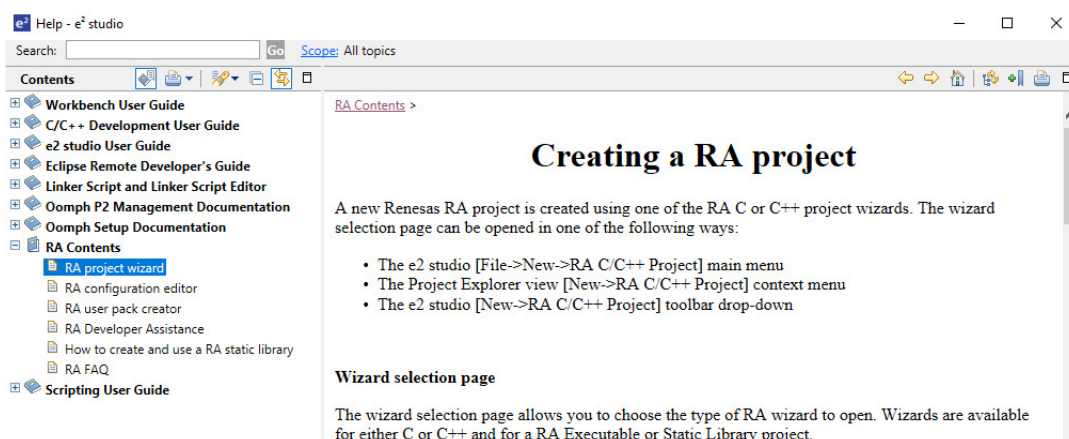 e² Help - e² studio
Search: Go Scope: All topics
Contents
Workbench User Guide
C/C++ Development User Guide
e2 studio User Guide
Eclipse Remote Developer's Guide
Linker Script and Linker Script Editor
Oomph P2 Management Documentation
Oomph Setup Documentation
RA Contents
RA project wizard
RA configuration editor
RA user pack creator
RA Developer Assistance
How to create and use a RA static library
RA FAQ
Scripting User Guide
RA Contents >
Creating a RA project
A new Renesas RA project is created using one of the RA C or C++ project wizards. The wizard
selection page can be opened in one of the following ways:
• The e2 studio [File->New->RA C/C++ Project] main menu
• The Project Explorer view [New->RA C/C++ Project] context menu
• The e2 studio [New->RA C/C++ Project] toolbar drop-down
Wizard selection page
The wizard selection page allows you to choose the type of RA wizard to open. Wizards are available
for either C or C++ and for a RA Executable or Static Library project.